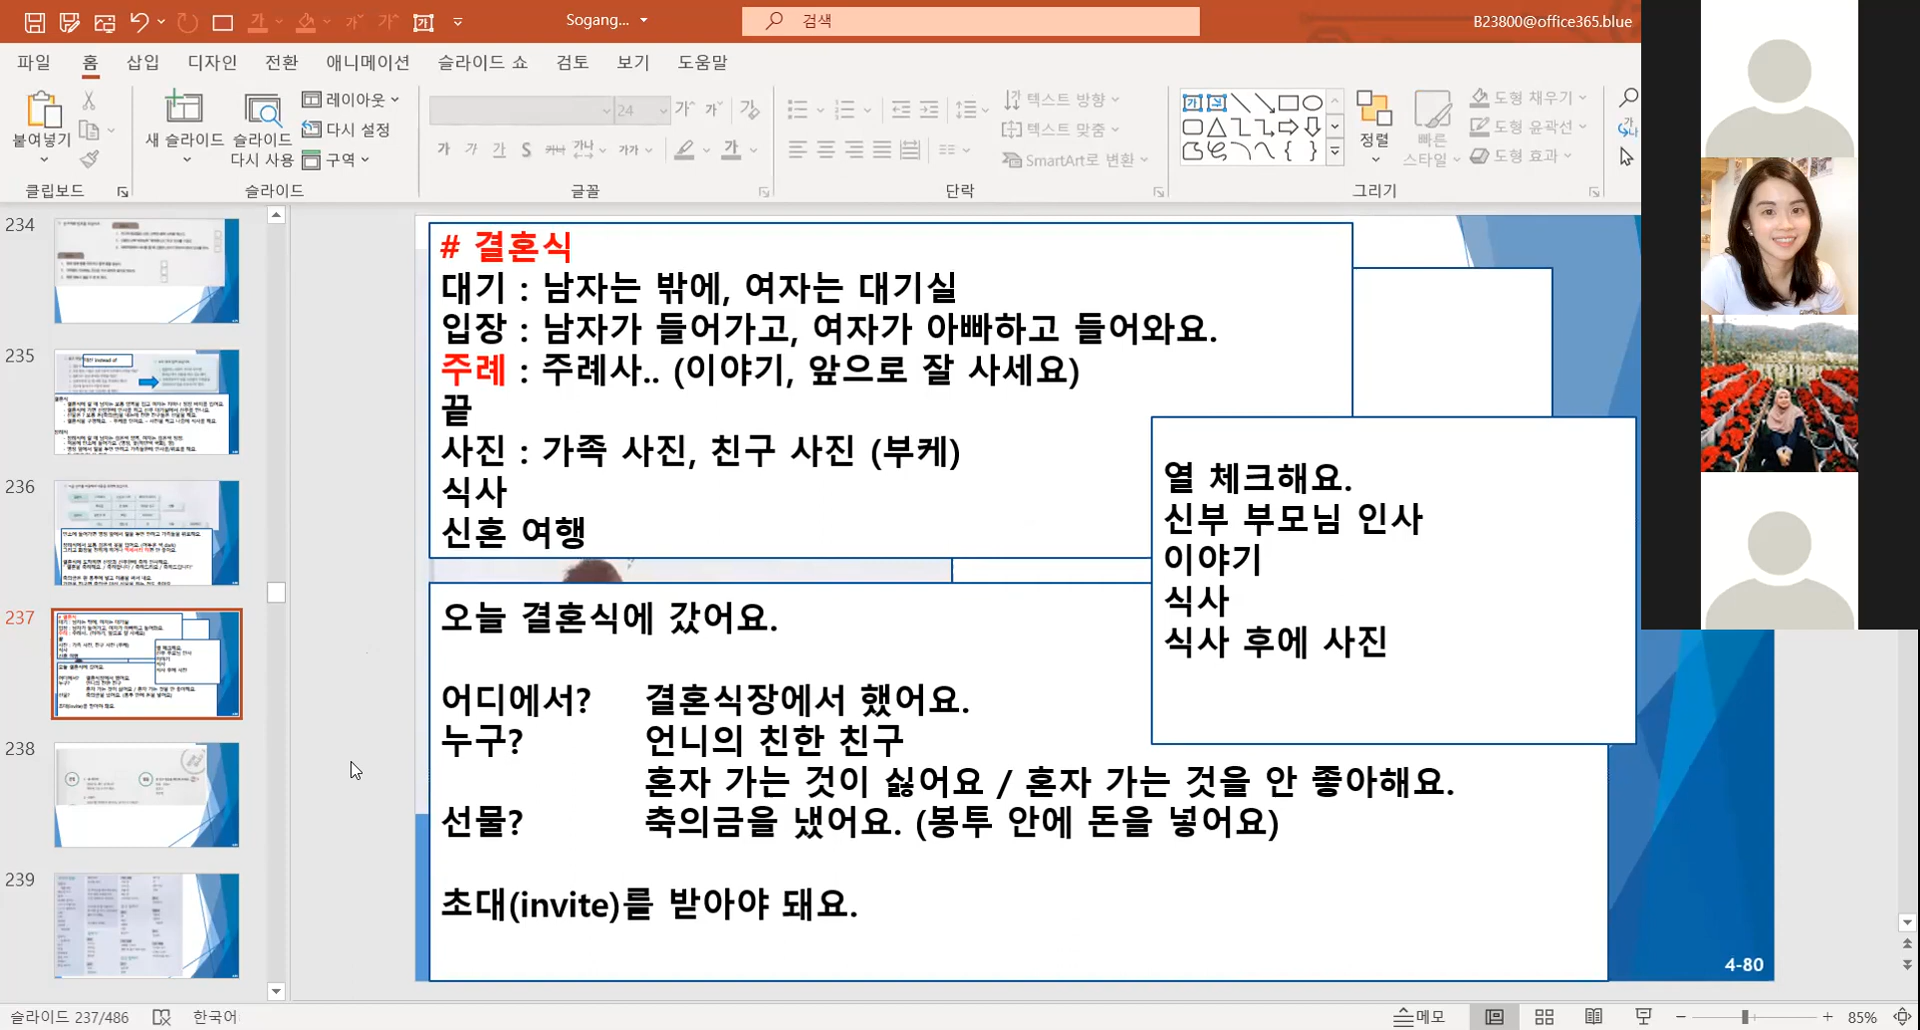 Sogang...
검색
B23800@office365.blue
파일 홈 삽입 디자인 전환 애니메이션 슬라이드 쇼 검토 보기 도움말
붙여넣기
클립보드
새 슬라이드
슬라이드 다시 사용
레이아웃
다시 설정
구역
슬라이드
24
글꼴
텍스트 방향
텍스트 맞춤
SmartArt로 변환
단락
정렬
빠른 스타일
도형 채우기
도형 윤곽선
도형 효과
그리기
234
235
236
237
238
239
# 결혼식
대기 : 남자는 밖에, 여자는 대기실
입장 : 남자가 들어가고, 여자가 아빠하고 들어와요.
주례 : 주례사.. (이야기, 앞으로 잘 사세요)
끝
사진 : 가족 사진, 친구 사진 (부케)
식사
신혼 여행
열 체크해요.
신부 부모님 인사
이야기
식사
식사 후에 사진
오늘 결혼식에 갔어요.
어디에서? 결혼식장에서 했어요.
누구? 언니의 친한 친구
혼자 가는 것이 싫어요 / 혼자 가는 것을 안 좋아해요.
선물? 축의금을 냈어요. (봉투 안에 돈을 넣어요)
초대(invite)를 받아야 돼요.
4-80
슬라이드 237/486
한국어
메모
85%